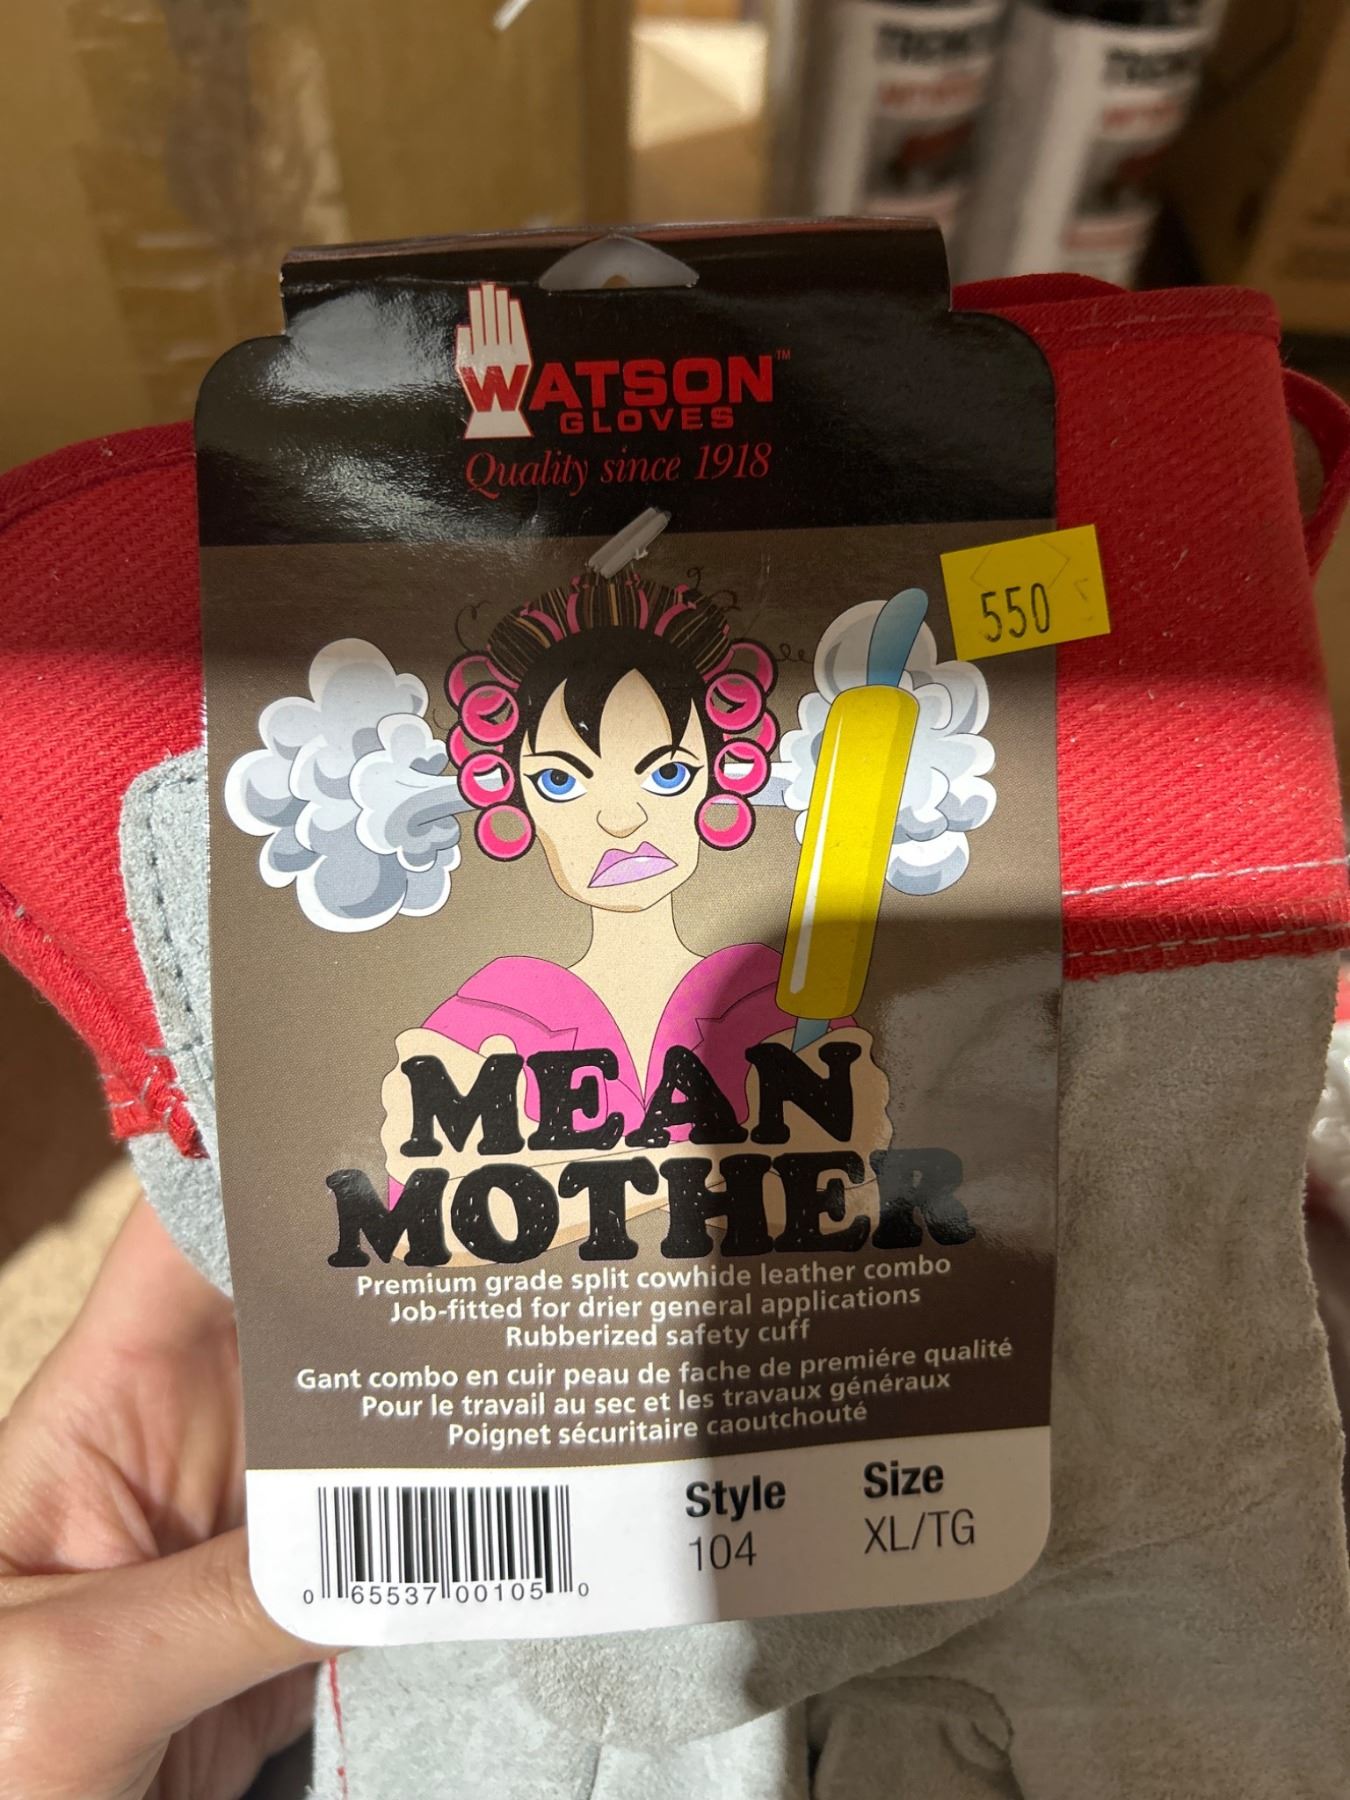 WATSON™
GLOVES
Quality since 1918
550
MEAN
MOTHER
Premium grade split cowhide leather combo
Job-fitted for drier general applications
Rubberized safety cuff
Gant combo en cuir peau de fache de premiére qualité
Pour le travail au sec et les travaux généraux
Poignet sécuritaire caoutchouté
Style
104
Size
XL/TG
0 65537 00105 0